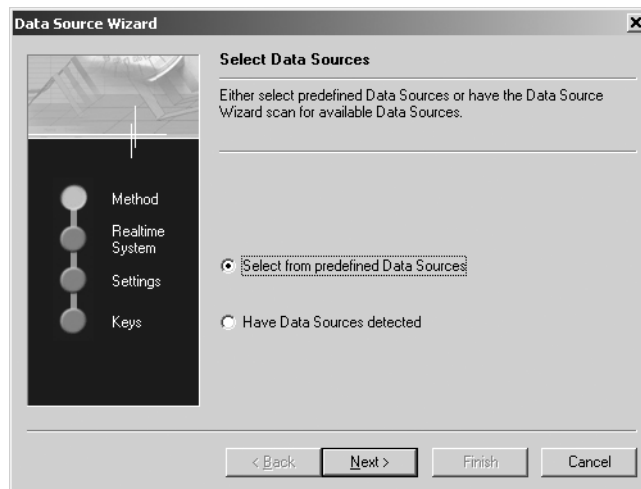 Data Source Wizard
Select Data Sources
Either select predefined Data Sources or have the Data Source
Wizard scan for available Data Sources.
Method
Realtime
System
Settings
Keys
Select from predefined Data Sources
Have Data Sources detected
< Back
Next >
Finish
Cancel